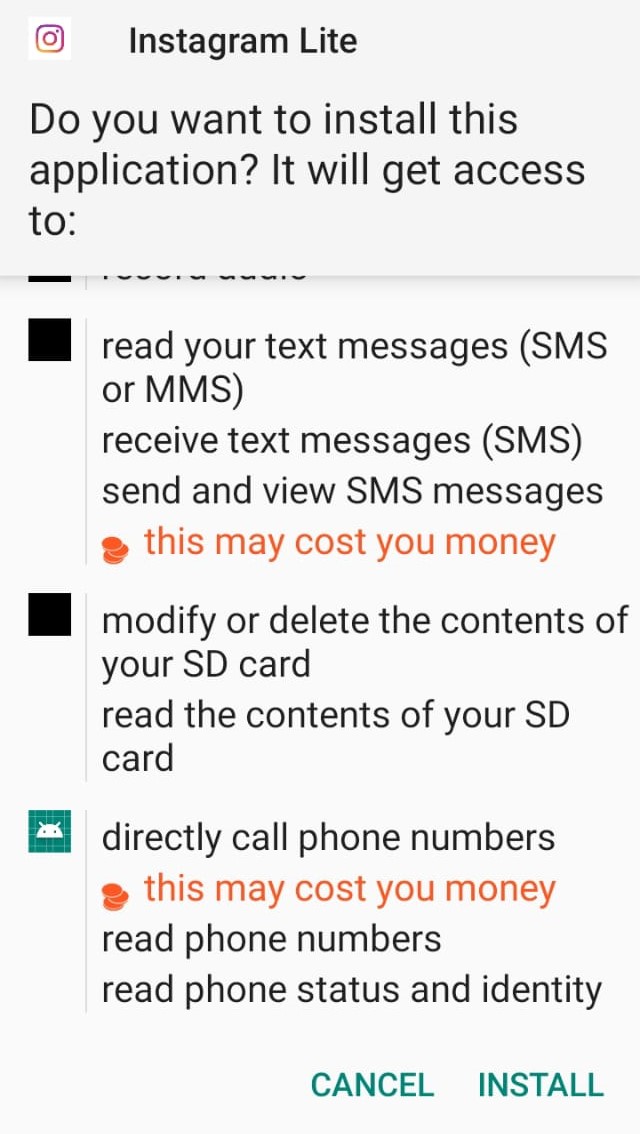 Instagram Lite
Do you want to install this
application? It will get access
to:
record audio
read your text messages (SMS
or MMS)
receive text messages (SMS)
send and view SMS messages
this may cost you money
modify or delete the contents of
your SD card
read the contents of your SD
card
directly call phone numbers
this may cost you money
read phone numbers
read phone status and identity
CANCEL INSTALL